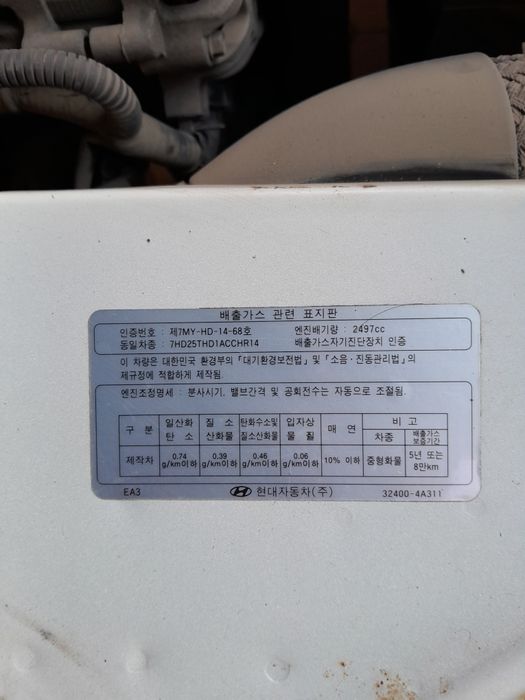 배출가스 관련 표지판
인증번호 : 제7MY-HD-14-68호 엔진배기량 : 2497cc
동일차종 : 7HD25THD1ACCHR14 배출가스자기진단장치 인증
이 차량은 대한민국 환경부의 「대기환경보전법」 및 「소음·진동관리법」의
제규정에 적합하게 제작됨
엔진조정명세 : 분사시기, 밸브간격 및 공회전수는 자동으로 조절됨.
구 분 일산화 탄 소 질 소 산화물 탄화수소및 질소산화물 입자상 물 질 매 연 비 고
차종 배출가스 보증기간
제작차 0.74 g/km이하 0.39 g/km이하 0.46 g/km이하 0.06 g/km이하 10% 이하 중형화물 5년 또는 8만km
EA3 현대자동차(주) 32400-4A311